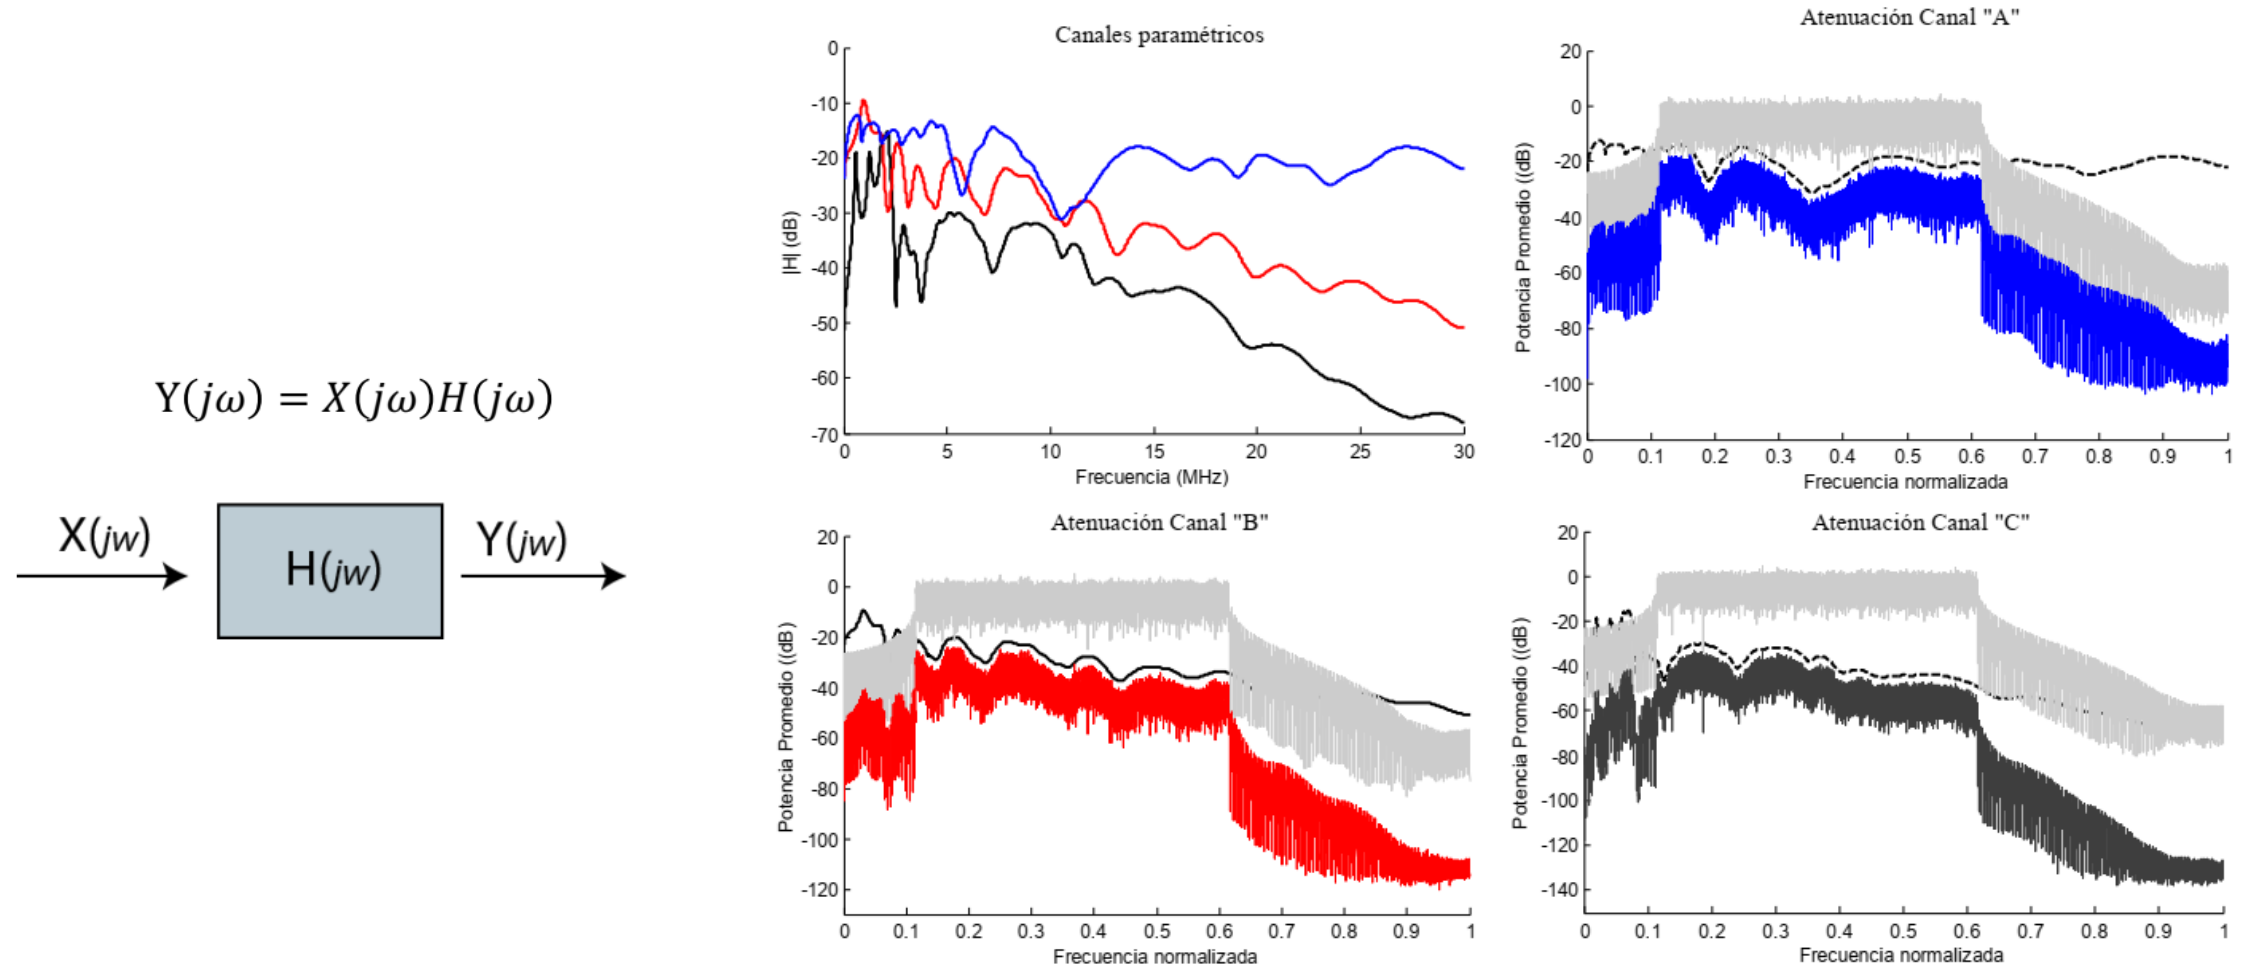 Y(jω) = X(jω)H(jω)
X(jw)
H(jw)
Y(jw)
Canales paramétricos
|H| (dB)
0
-10
-20
-30
-40
-50
-60
-70
0 5 10 15 20 25 30
Frecuencia (MHz)
Atenuación Canal "A"
Potencia Promedio ((dB)
20
0
-20
-40
-60
-80
-100
-120
0 0.1 0.2 0.3 0.4 0.5 0.6 0.7 0.8 0.9 1
Frecuencia normalizada
Atenuación Canal "B"
Potencia Promedio ((dB)
20
0
-20
-40
-60
-80
-100
-120
0 0.1 0.2 0.3 0.4 0.5 0.6 0.7 0.8 0.9 1
Frecuencia normalizada
Atenuación Canal "C"
Potencia Promedio ((dB)
20
0
-20
-40
-60
-80
-100
-120
-140
0 0.1 0.2 0.3 0.4 0.5 0.6 0.7 0.8 0.9 1
Frecuencia normalizada